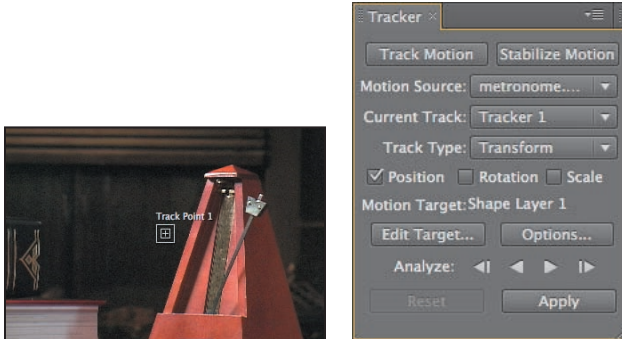 Track Point 1
Tracker ×
Track Motion Stabilize Motion
Motion Source: metronome....
Current Track: Tracker 1
Track Type: Transform
Position Rotation Scale
Motion Target: Shape Layer 1
Edit Target... Options...
Analyze:
Reset Apply